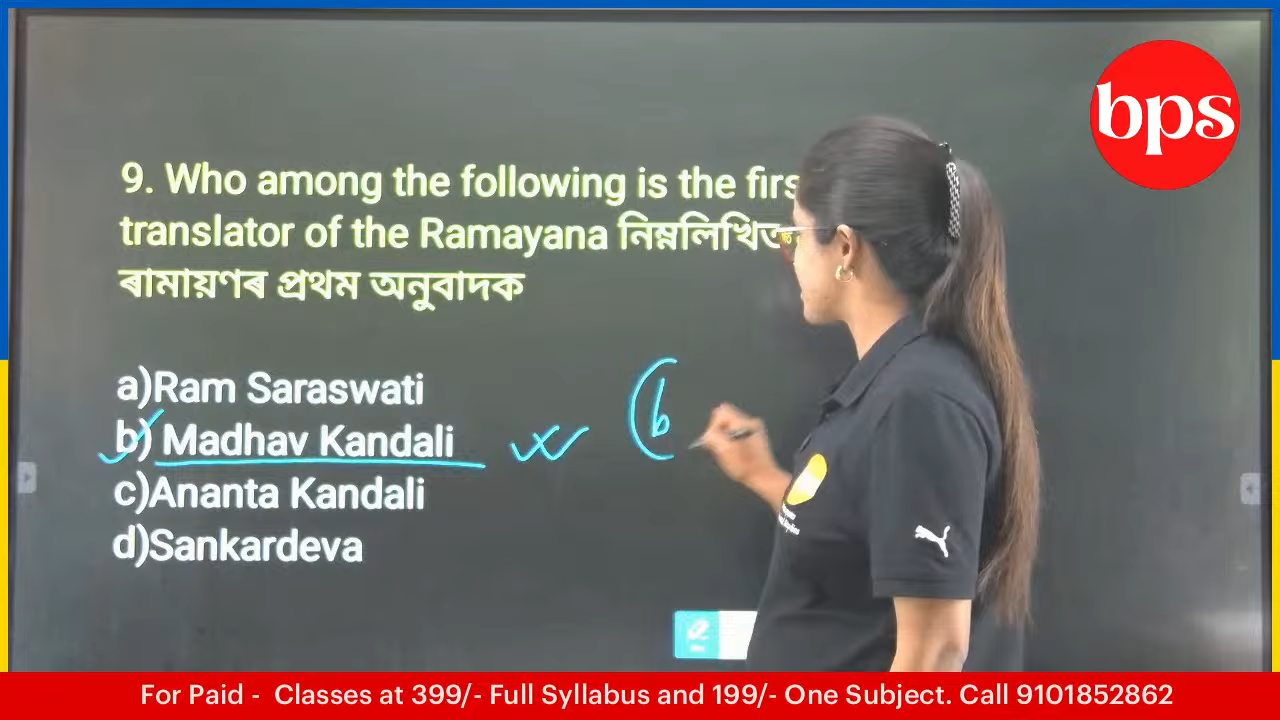 bps
9. Who among the following is the firs
translator of the Ramayana নিম্নলিখিত
ৰামায়ণৰ প্ৰথম অনুবাদক
a)Ram Saraswati
b) Madhav Kandali
(b
c)Ananta Kandali
d)Sankardeva
For Paid - Classes at 399/- Full Syllabus and 199/- One Subject. Call 9101852862